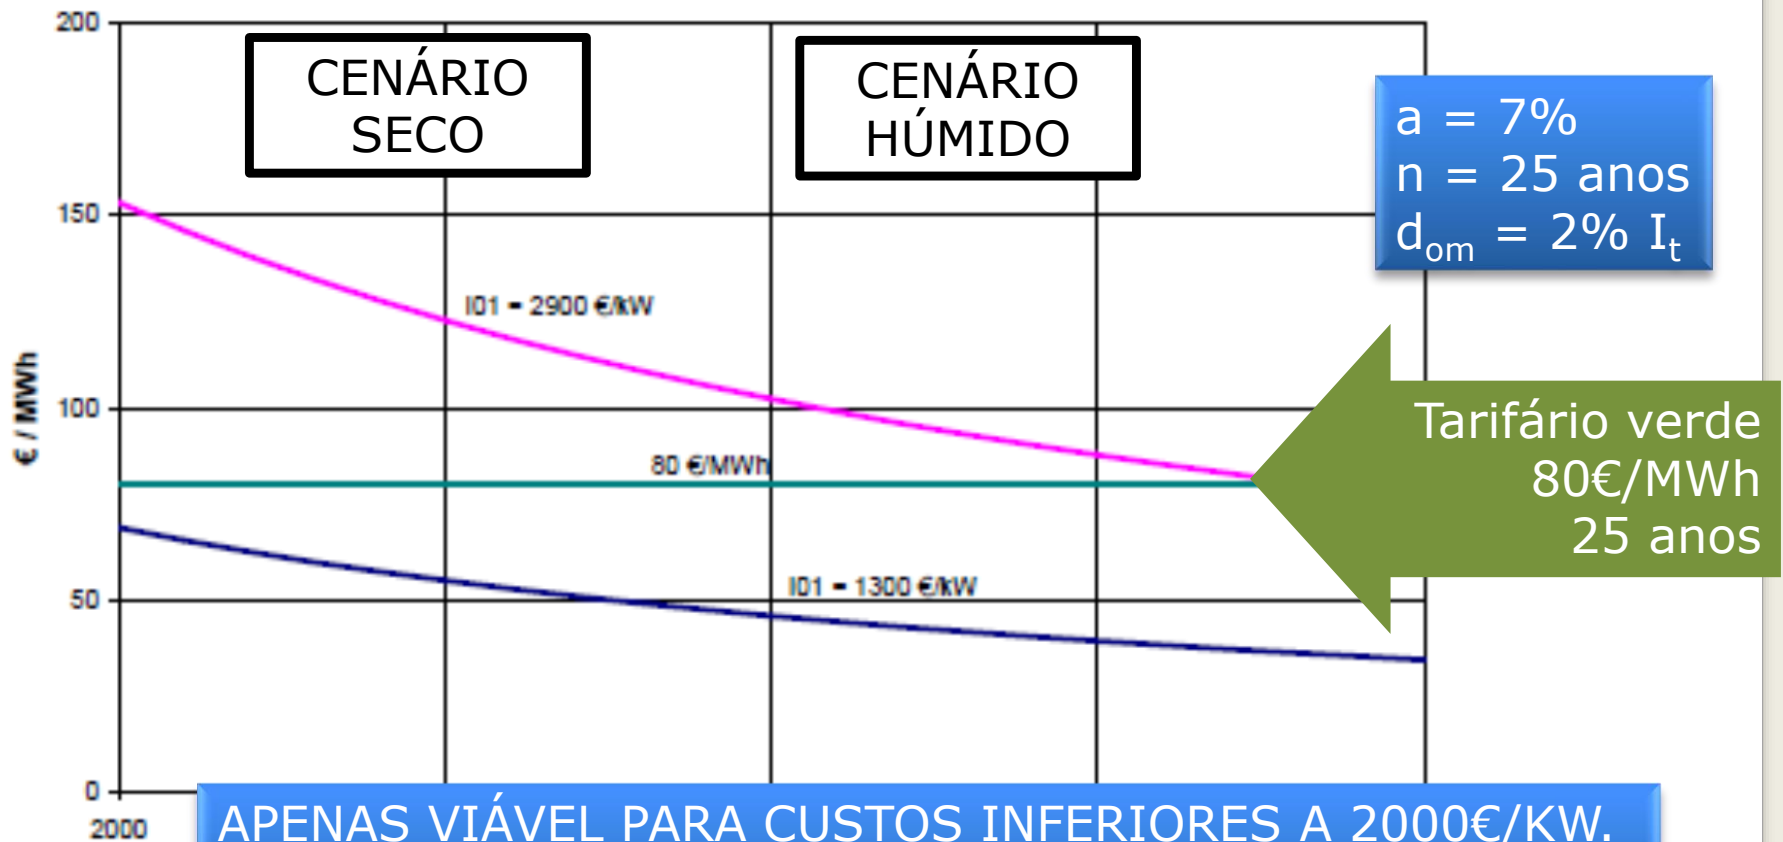 200
CENÁRIO
SECO
CENÁRIO
HÚMIDO
a = 7%
n = 25 anos
dom = 2% It
150
I01 = 2900 €/kW
€ / MWh
100
80 €/MWh
Tarifário verde
80€/MWh
25 anos
I01 = 1300 €/kW
50
0
2000
APENAS VIÁVEL PARA CUSTOS INFERIORES A 2000€/KW.